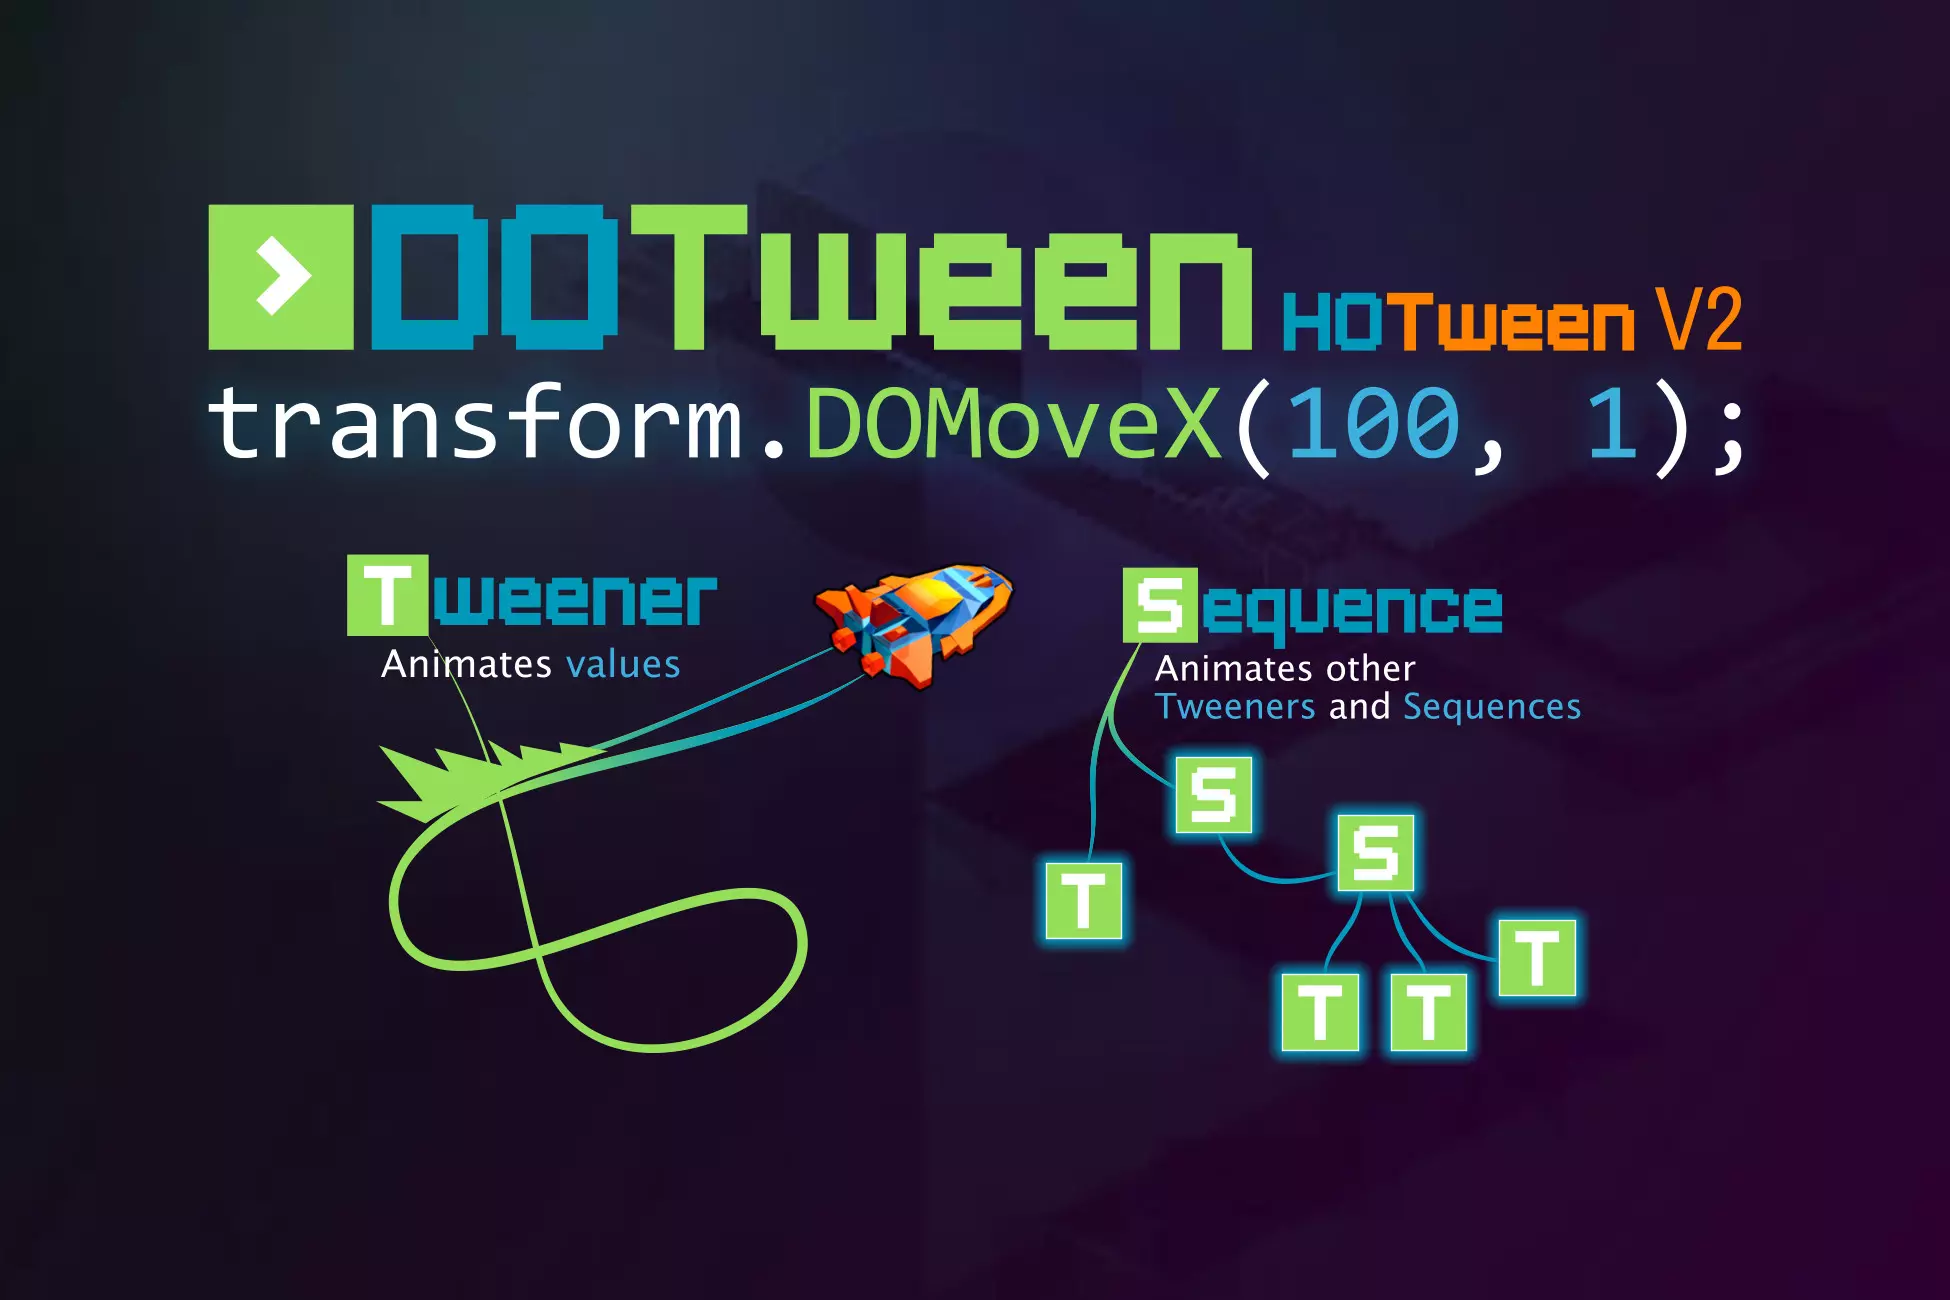 DOTween HOTween V2
transform.DOMoveX(100, 1);
Tweener
Animates values
Sequence
Animates other
Tweeners and Sequences
S
S
T
T
T T